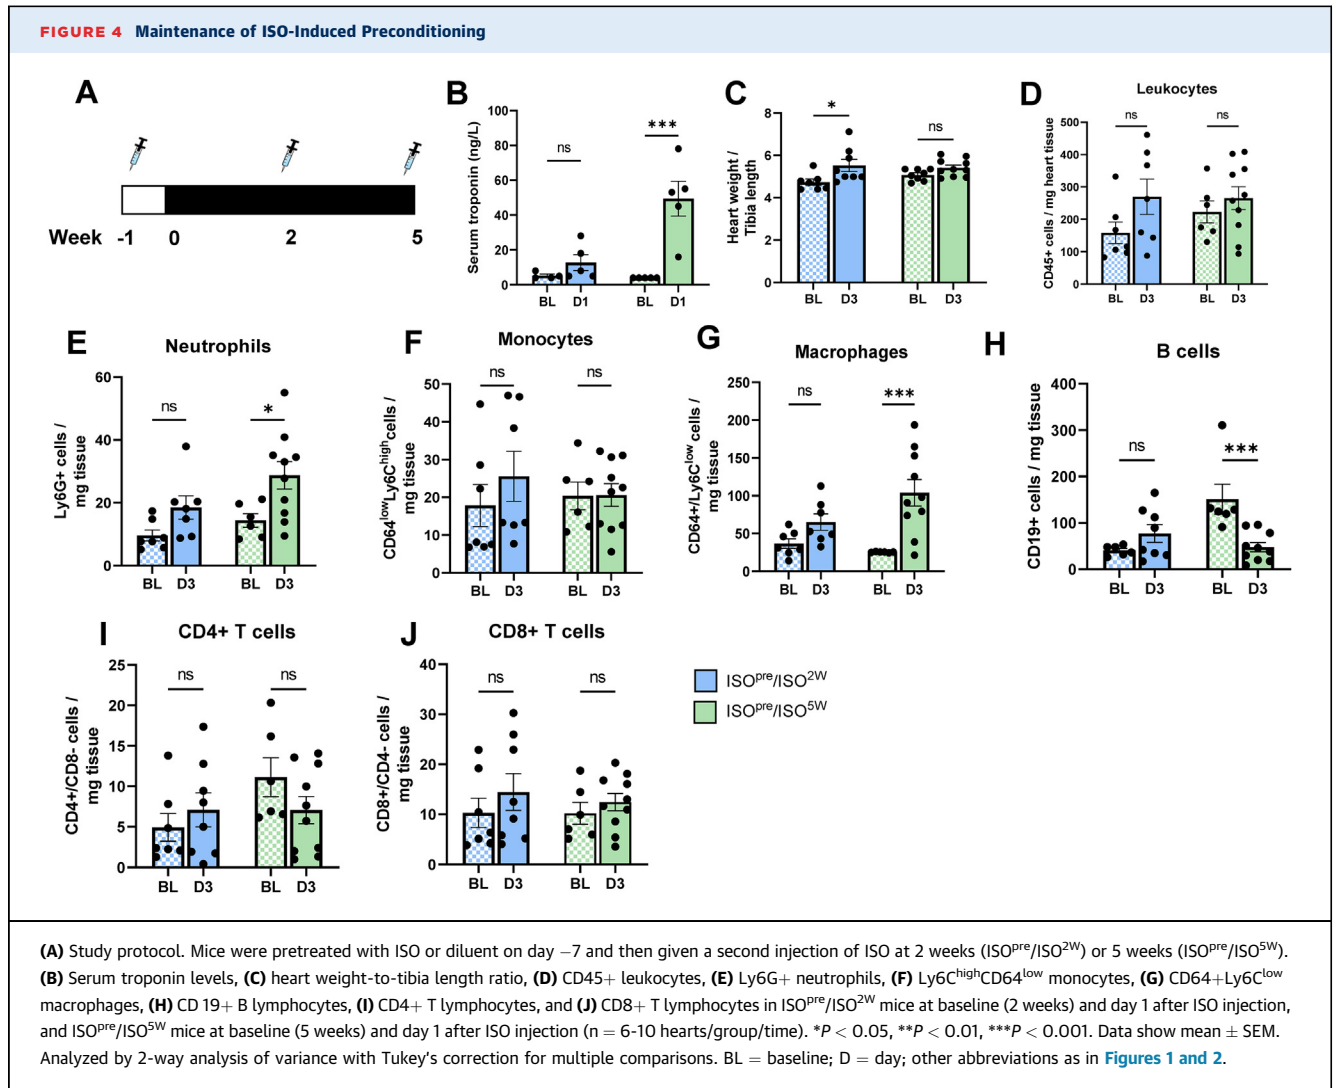 FIGURE 4 Maintenance of ISO-Induced Preconditioning
A
Week -1 0 2 5
B
Serum troponin (ng/L)
100
80
60
40
20
0
ns
***
BL D1 BL D1
C
Heart weight /
Tibia length
8
6
4
2
0
*
ns
BL D3 BL D3
D
Leukocytes
CD45+ cells / mg heart tissue
500
400
300
200
100
0
ns
ns
BL D3 BL D3
E
Neutrophils
Ly6G+ cells /
mg tissue
60
40
20
0
ns
*
BL D3 BL D3
F
Monocytes
CD64lowLy6Chighcells /
mg tissue
50
40
30
20
10
0
ns
ns
BL D3 BL D3
G
Macrophages
CD64+/Ly6Clow cells /
mg tissue
250
200
150
100
50
0
ns
***
BL D3 BL D3
H
B cells
CD19+ cells / mg tissue
400
300
200
100
0
ns
***
BL D3 BL D3
I
CD4+ T cells
CD4+/CD8- cells /
mg tissue
25
20
15
10
5
0
ns
ns
BL D3 BL D3
J
CD8+ T cells
CD8+/CD4- cells /
mg tissue
40
30
20
10
0
ns
ns
BL D3 BL D3
ISOpre/ISO2W
ISOpre/ISO5W
(A) Study protocol. Mice were pretreated with ISO or diluent on day −7 and then given a second injection of ISO at 2 weeks (ISOpre/ISO2W) or 5 weeks (ISOpre/ISO5W).
(B) Serum troponin levels, (C) heart weight-to-tibia length ratio, (D) CD45+ leukocytes, (E) Ly6G+ neutrophils, (F) Ly6ChighCD64low monocytes, (G) CD64+Ly6Clow
macrophages, (H) CD 19+ B lymphocytes, (I) CD4+ T lymphocytes, and (J) CD8+ T lymphocytes in ISOpre/ISO2W mice at baseline (2 weeks) and day 1 after ISO injection,
and ISOpre/ISO5W mice at baseline (5 weeks) and day 1 after ISO injection (n = 6-10 hearts/group/time). *P < 0.05, **P < 0.01, ***P < 0.001. Data show mean ± SEM.
Analyzed by 2-way analysis of variance with Tukey's correction for multiple comparisons. BL = baseline; D = day; other abbreviations as in Figures 1 and 2.